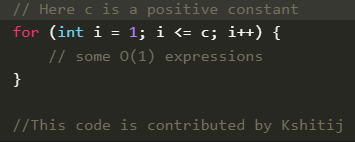 // Here c is a positive constant
for (int i = 1; i <= c; i++) {
    // some O(1) expressions
}
//This code is contributed by Kshitij